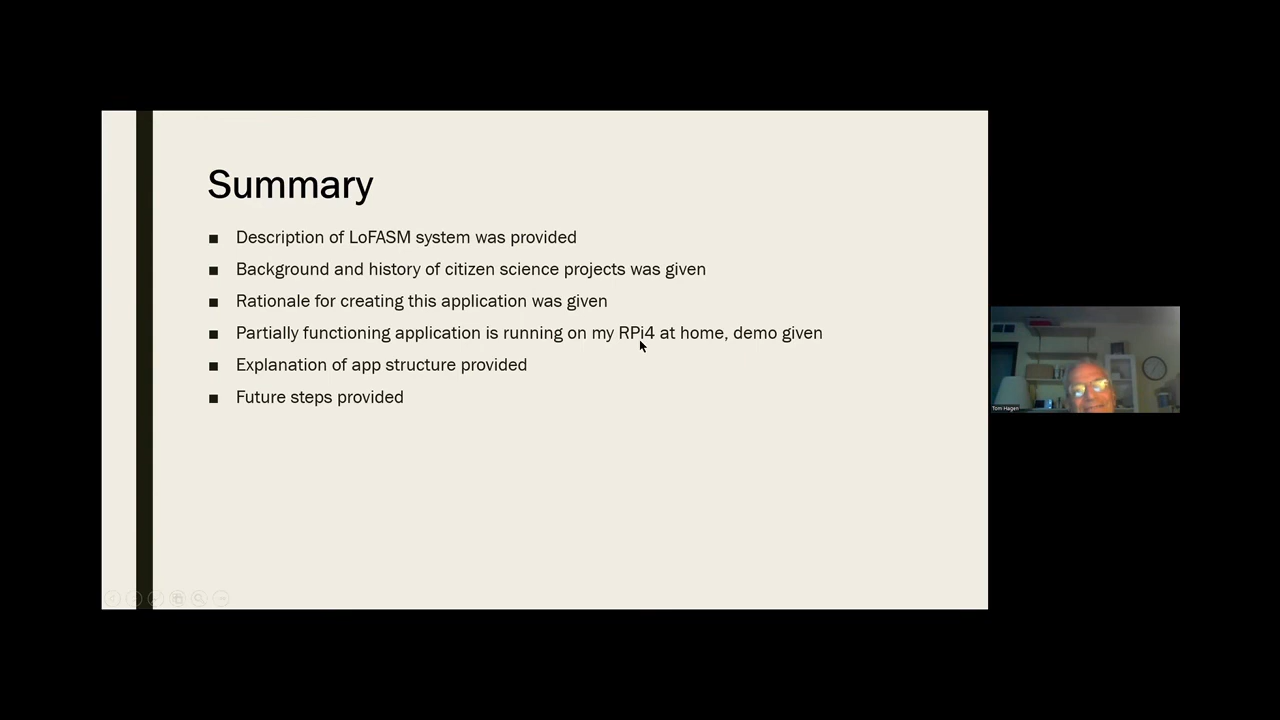 Summary
■ Description of LoFASM system was provided
■ Background and history of citizen science projects was given
■ Rationale for creating this application was given
■ Partially functioning application is running on my RPi4 at home, demo given
■ Explanation of app structure provided
■ Future steps provided
Tom Hagen